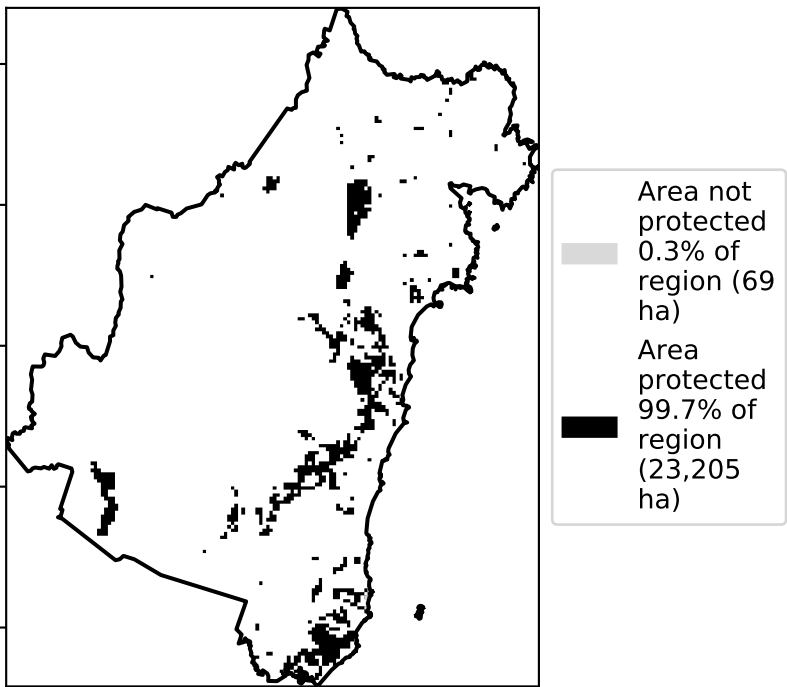 Area not
protected
0.3% of
region (69
ha)
Area
protected
99.7% of
region
(23,205
ha)